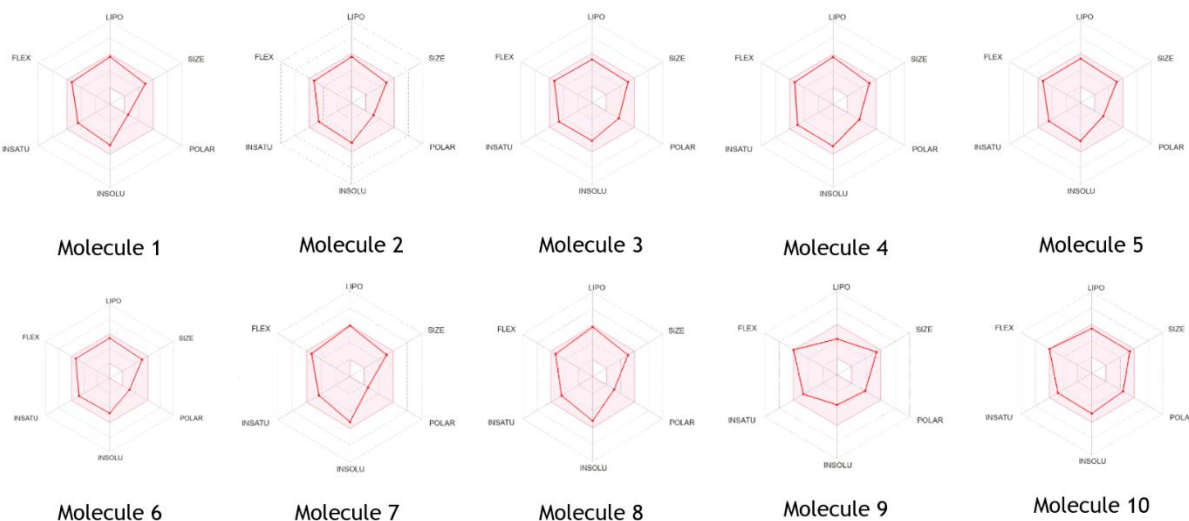 LIPO
LIPO
LIPO
LIPO
LIPO
FLEX
SIZE
FLEX
SIZE
FLEX
SIZE
FLEX
SIZE
FLEX
SIZE
INSATU
POLAR
INSATU
POLAR
INSATU
POLAR
INSATU
POLAR
INSATU
POLAR
INSOLU
INSOLU
INSOLU
INSOLU
INSOLU
Molecule 1
Molecule 2
Molecule 3
Molecule 4
Molecule 5
LIPO
LIPO
LIPO
LIPO
LIPO
FLEX
SIZE
FLEX
SIZE
FLEX
SIZE
FLEX
SIZE
FLEX
SIZE
INSATU
POLAR
INSATU
POLAR
INSATU
POLAR
INSATU
POLAR
INSATU
POLAR
INSOLU
INSOLU
INSOLU
INSOLU
INSOLU
Molecule 6
Molecule 7
Molecule 8
Molecule 9
Molecule 10